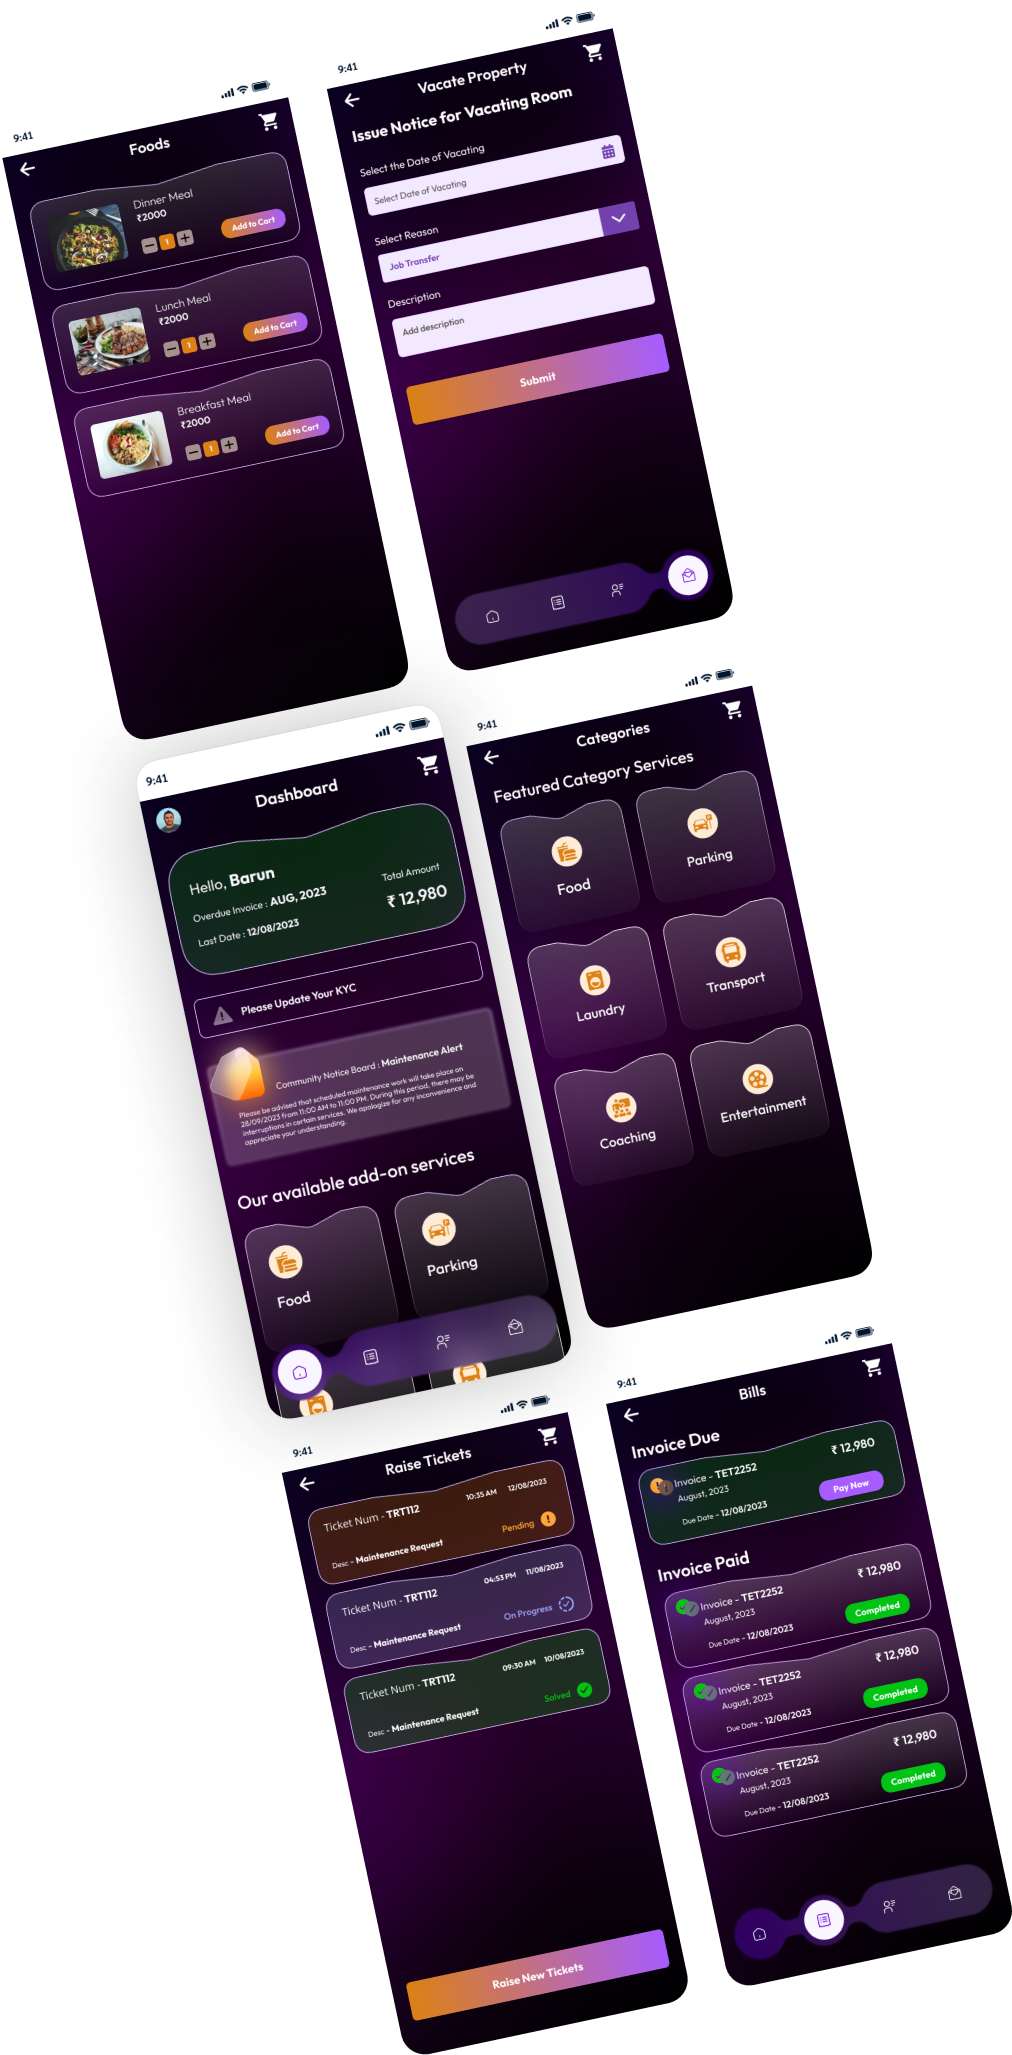 9:41
Foods
Dinner Meal
₹2000
1
Add to Cart
Lunch Meal
₹2000
1
Add to Cart
Breakfast Meal
₹2000
1
Add to Cart
9:41
Vacate Property
Issue Notice for Vacating Room
Select the Date of Vacating
Select Date of Vacating
Select Reason
Job Transfer
Description
Add description
Submit
9:41
Dashboard
Hello, Barun
Overdue Invoice : AUG, 2023
Last Date : 12/08/2023
Total Amount
₹ 12,980
Please Update Your KYC
Community Notice Board : Maintenance Alert
Please be advised that scheduled maintenance work will take place on
28/09/2023 from 11:00 AM to 11:00 PM. During this period, there may be
interruptions in certain services. We apologize for any inconvenience and
appreciate your understanding.
Our available add-on services
Food
Parking
9:41
Categories
Featured Category Services
Food
Parking
Laundry
Transport
Coaching
Entertainment
9:41
Raise Tickets
Ticket Num - TRT112
10:35 AM 12/08/2023
Desc - Maintenance Request
Pending
Ticket Num - TRT112
04:53 PM 11/08/2023
Desc - Maintenance Request
On Progress
Ticket Num - TRT112
09:30 AM 10/08/2023
Desc - Maintenance Request
Solved
Raise New Tickets
9:41
Bills
Invoice Due
Invoice - TET2252
August, 2023
Due Date - 12/08/2023
₹ 12,980
Pay Now
Invoice Paid
Invoice - TET2252
August, 2023
Due Date - 12/08/2023
₹ 12,980
Completed
Invoice - TET2252
August, 2023
Due Date - 12/08/2023
₹ 12,980
Completed
Invoice - TET2252
August, 2023
Due Date - 12/08/2023
₹ 12,980
Completed